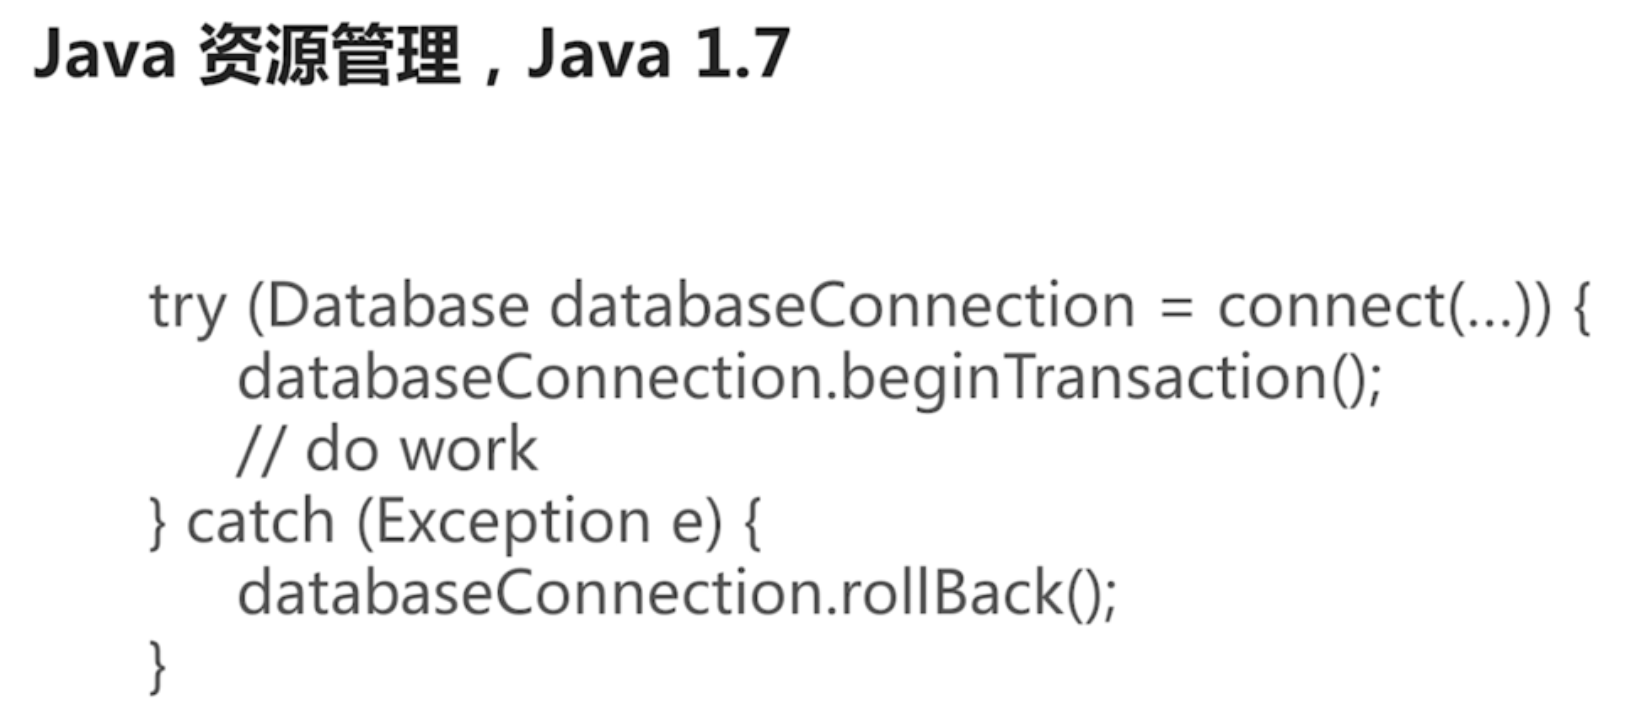 Java 资源管理，Java 1.7
try (Database databaseConnection = connect(...)) {
databaseConnection.beginTransaction();
// do work
} catch (Exception e) {
databaseConnection.rollBack();
}